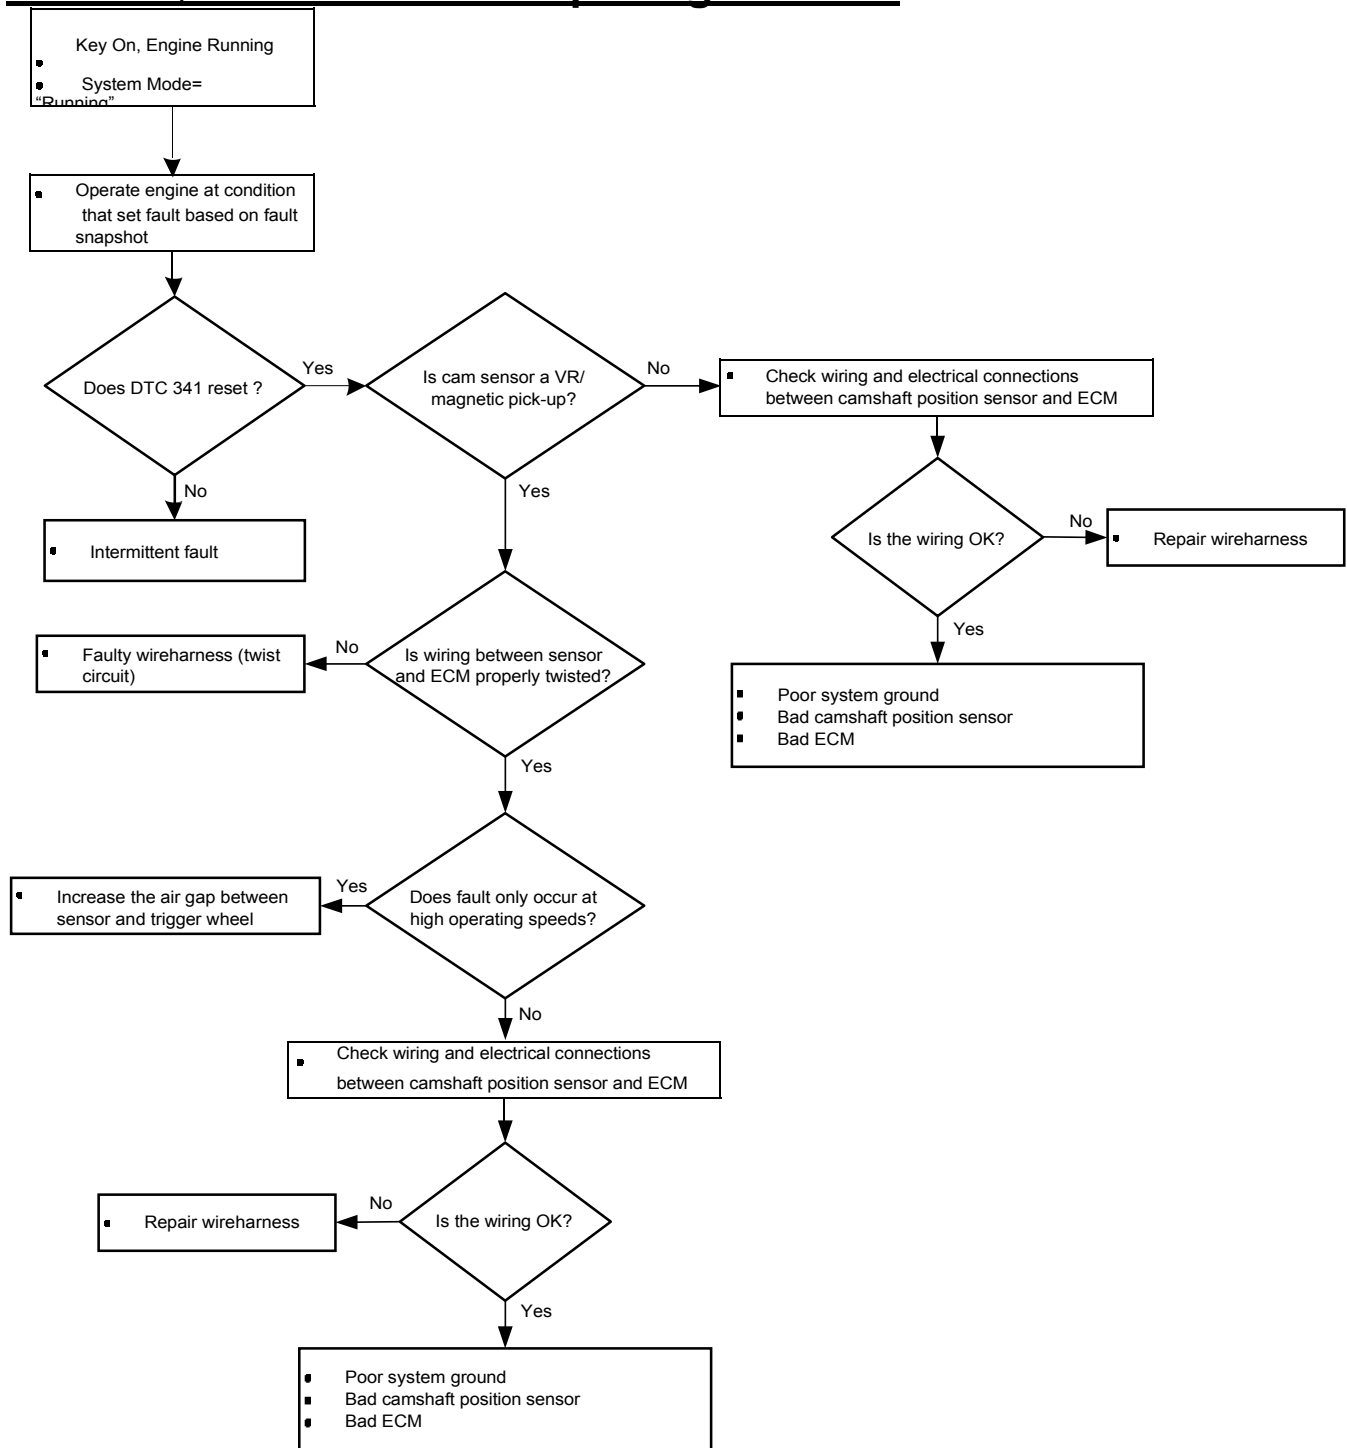 Key On, Engine Running
System Mode=
“Running”
Operate engine at condition
that set fault based on fault
snapshot
Does DTC 341 reset ?
Yes
No
Intermittent fault
Is cam sensor a VR/
magnetic pick-up?
No
Yes
Check wiring and electrical connections
between camshaft position sensor and ECM
Is the wiring OK?
No
Repair wireharness
Yes
Poor system ground
Bad camshaft position sensor
Bad ECM
Is wiring between sensor
and ECM properly twisted?
No
Faulty wireharness (twist
circuit)
Yes
Does fault only occur at
high operating speeds?
Yes
Increase the air gap between
sensor and trigger wheel
No
Check wiring and electrical connections
between camshaft position sensor and ECM
Is the wiring OK?
No
Repair wireharness
Yes
Poor system ground
Bad camshaft position sensor
Bad ECM